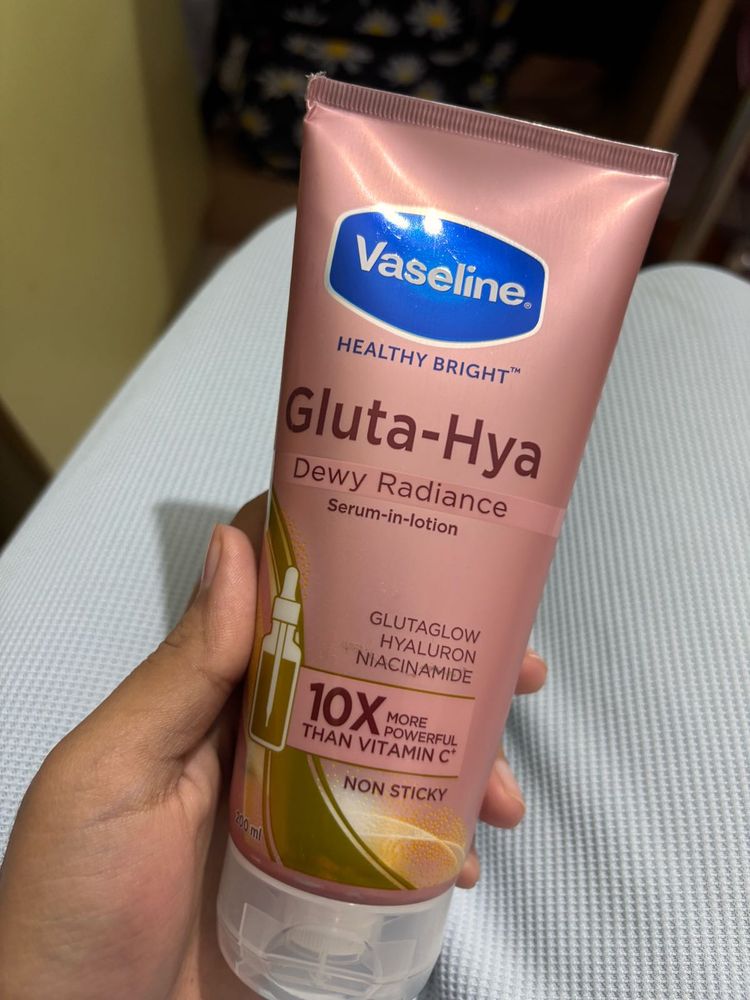 Vaseline®
HEALTHY BRIGHT™
Gluta-Hya
Dewy Radiance
Serum-in-lotion
GLUTAGLOW
HYALURON
NIACINAMIDE
10X MORE
POWERFUL
THAN VITAMIN C⁺
NON STICKY
200 ml